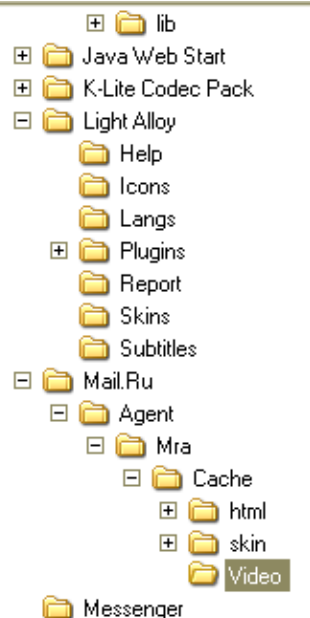 lib
Java Web Start
K-Lite Codec Pack
Light Alloy
Help
Icons
Langs
Plugins
Report
Skins
Subtitles
Mail.Ru
Agent
Mra
Cache
html
skin
Video
Messenger